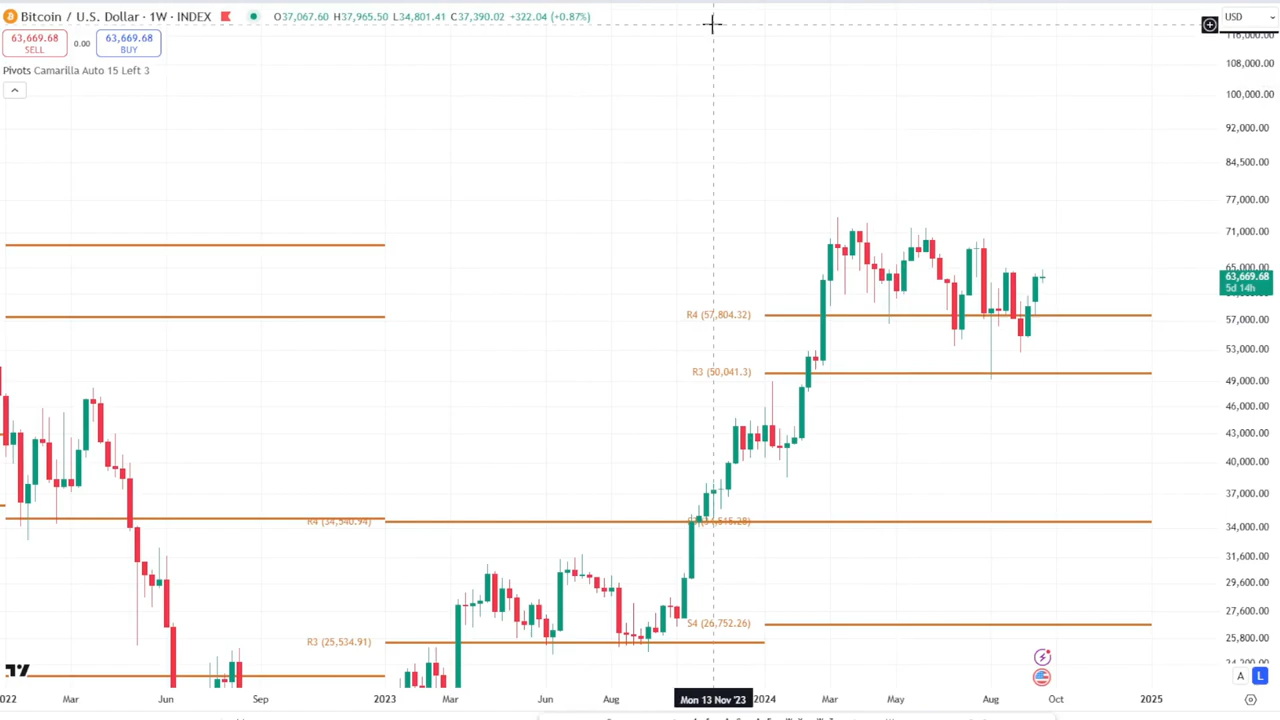 Bitcoin / U.S. Dollar · 1W · INDEX O37,067.60 H37,965.50 L34,801.41 C37,390.02 +322.04 (+0.87%)
USD
63,669.68 SELL
0.00
63,669.68 BUY
Pivots Camarilla Auto 15 Left 3
116,000.00
108,000.00
100,000.00
92,000.00
84,500.00
77,000.00
71,000.00
65,000.00
63,669.68
5d 14h
R4 (57,804.32)
57,000.00
53,000.00
R3 (50,041.3)
49,000.00
46,000.00
43,000.00
40,000.00
37,000.00
R4 (34,540.94)
34,000.00
31,600.00
29,600.00
S4 (26,752.26)
27,600.00
R3 (25,534.91)
25,800.00
A
L
2022 Mar Jun Sep 2023 Mar Jun Aug Mon 13 Nov '23 2024 Mar May Aug Oct 2025